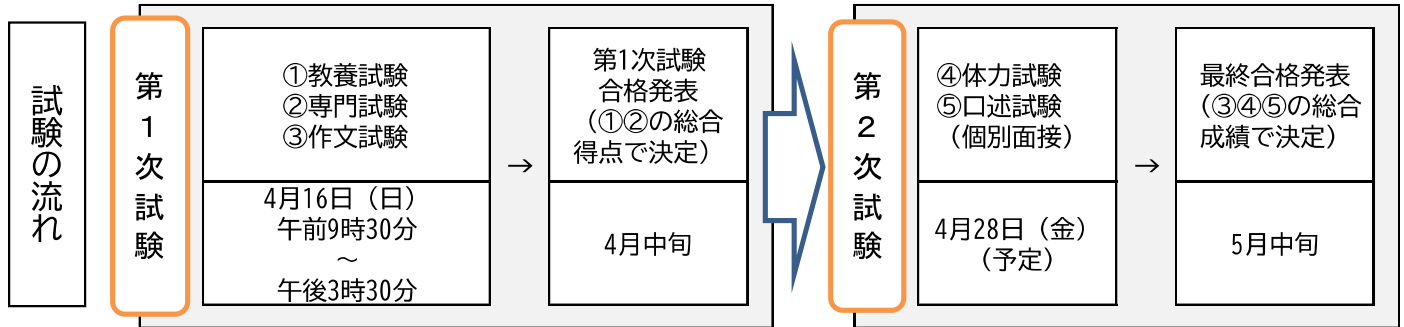 試験の流れ
第1次試験
①教養試験
②専門試験
③作文試験
4月16日（日）
午前9時30分
～
午後3時30分
→
第1次試験
合格発表
（①②の総合
得点で決定）
4月中旬
第2次試験
④体力試験
⑤口述試験
（個別面接）
4月28日（金）
（予定）
→
最終合格発表
（③④⑤の総合
成績で決定）
5月中旬